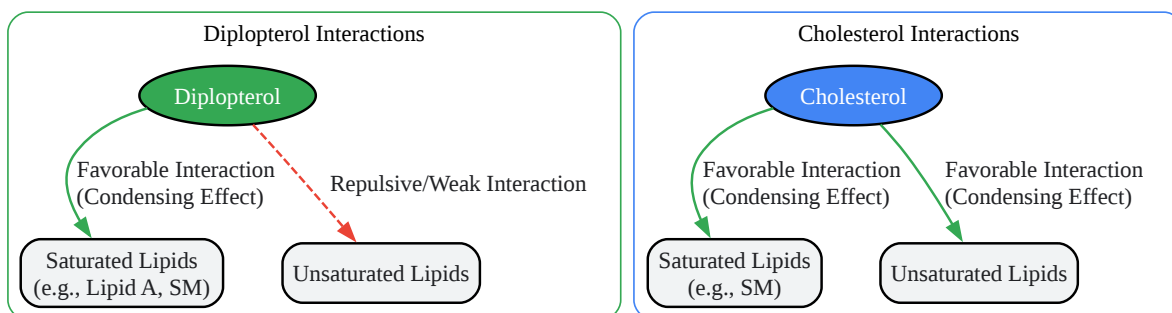 Diplopterol Interactions
Diplopterol
Favorable Interaction
(Condensing Effect)
Repulsive/Weak Interaction
Saturated Lipids
(e.g., Lipid A, SM)
Unsaturated Lipids
Cholesterol Interactions
Cholesterol
Favorable Interaction
(Condensing Effect)
Favorable Interaction
(Condensing Effect)
Saturated Lipids
(e.g., SM)
Unsaturated Lipids